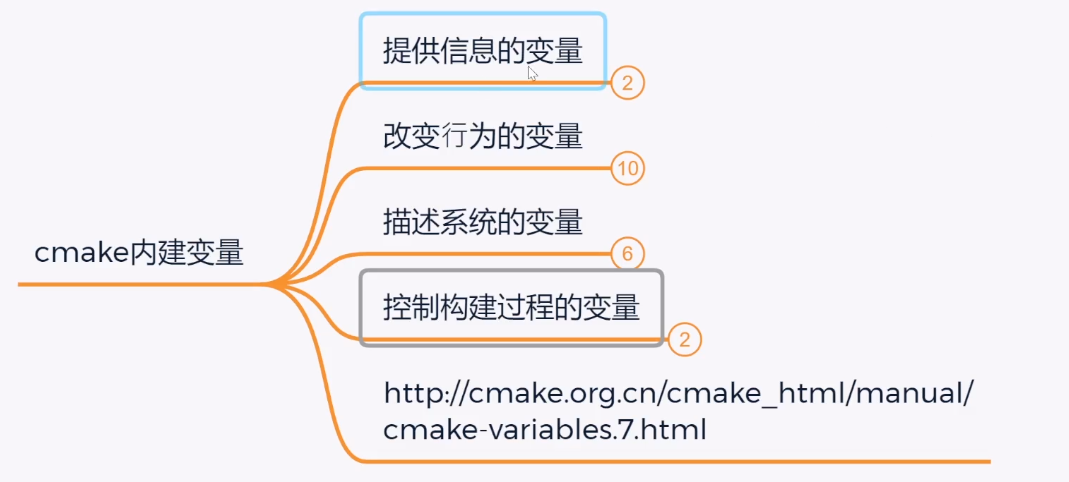 提供信息的变量
2
改变行为的变量
10
描述系统的变量
6
cmake内建变量
控制构建过程的变量
2
http://cmake.org.cn/cmake_html/manual/
cmake-variables.7.html